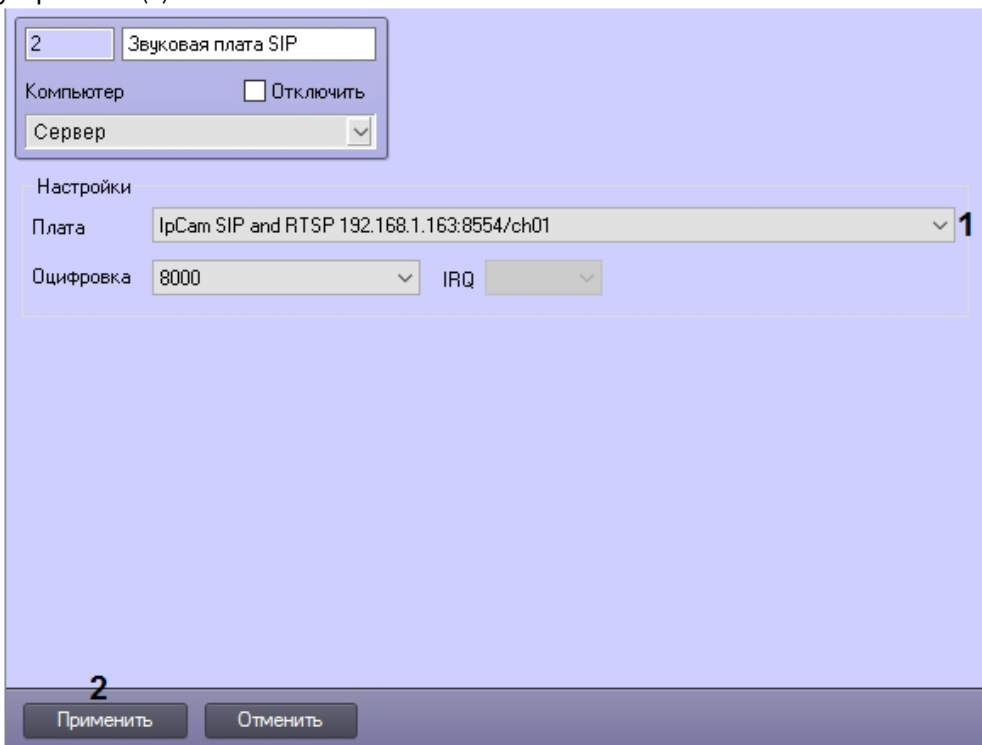 2 Звуковая плата SIP
Компьютер Отключить
Сервер
Настройки
Плата IpCam SIP and RTSP 192.168.1.163:8554/ch01 1
Оцифровка 8000 IRQ
2
Применить Отменить